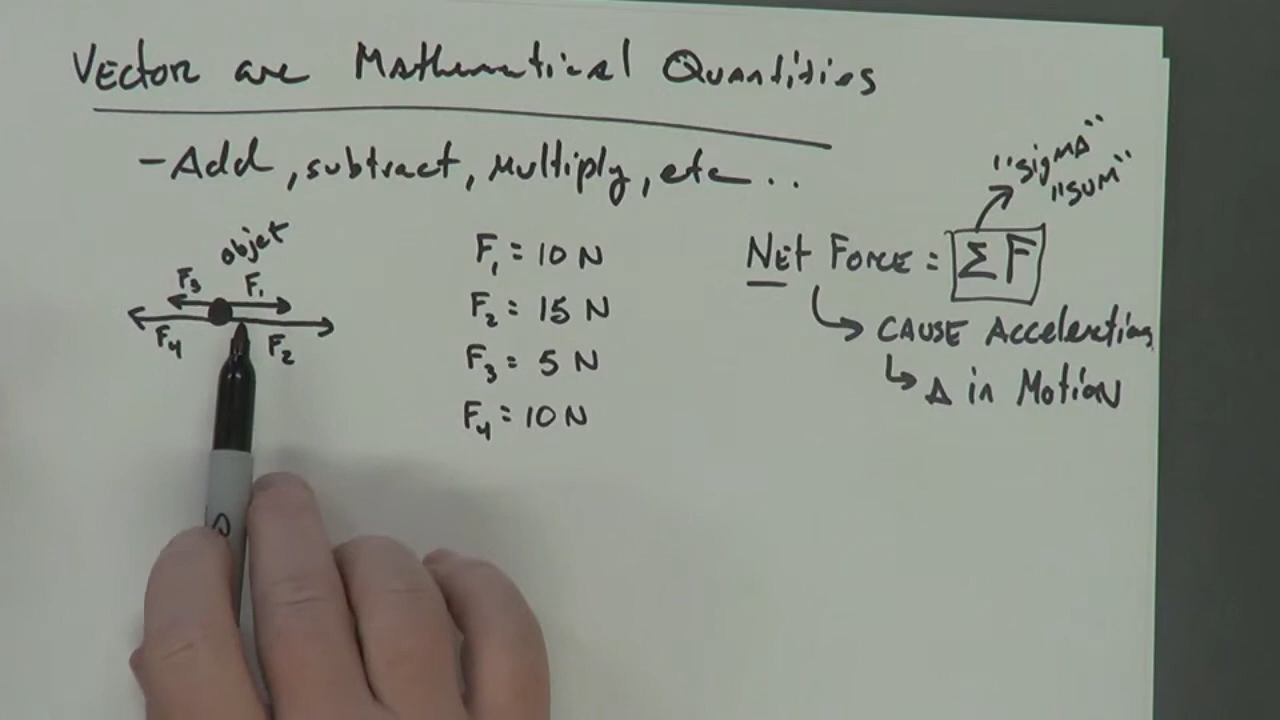 Vector are Mathematical Quantities
- Add, subtract, Multiply, etc...
"sigMA"
"SUM"
objet
F₃ F₁
F₄ F₂
F₁ = 10 N
F₂ = 15 N
F₃ = 5 N
F₄ = 10 N
Net Force = ΣF
CAUSE Acceleration
Δ in Motion